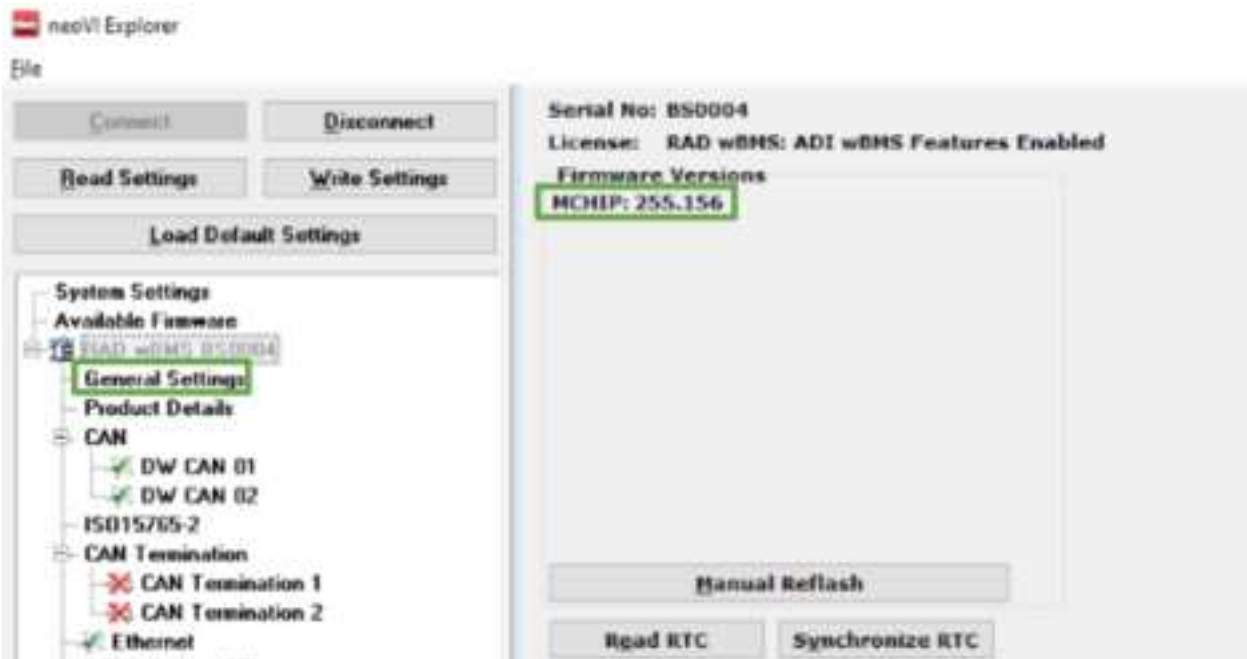 neoVI Explorer
File
Connect
Disconnect
Read Settings
Write Settings
Load Default Settings
System Settings
Available Firmware
RAD wBMS BS0004
General Settings
Product Details
CAN
DW CAN 01
DW CAN 02
ISO15765-2
CAN Termination
CAN Termination 1
CAN Termination 2
Ethernet
Serial No: BS0004
License: RAD wBMS: ADI wBMS Features Enabled
Firmware Versions
MCHIP: 255.156
Manual Reflash
Read RTC
Synchronize RTC